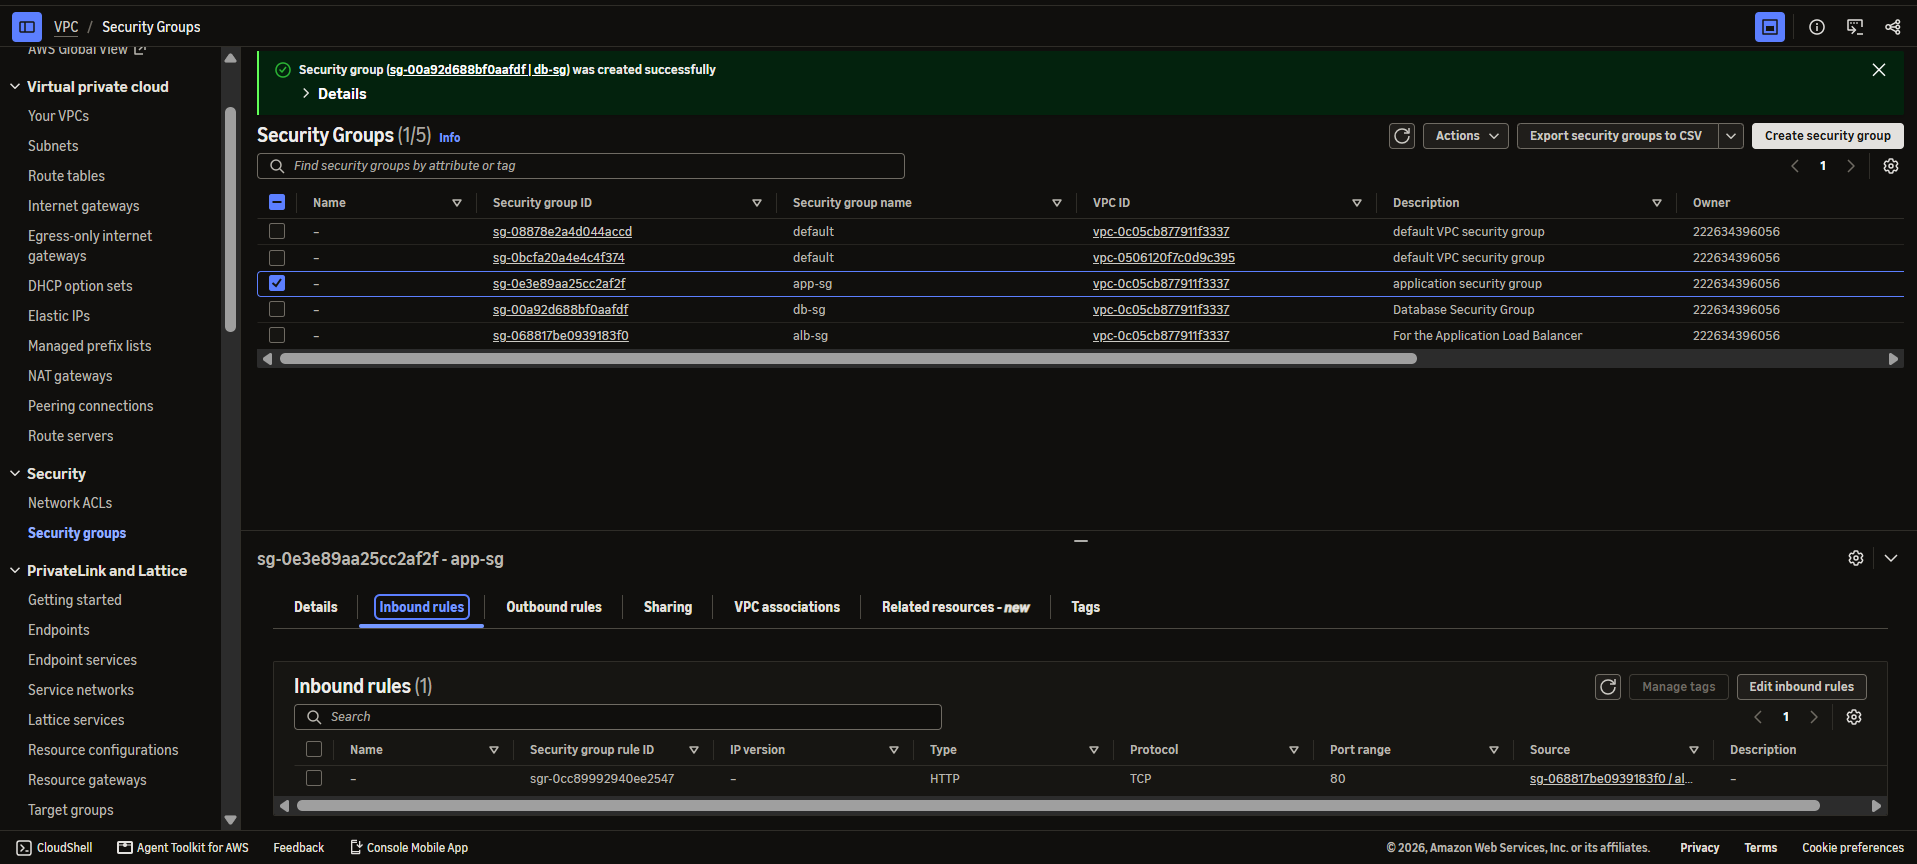 VPC / Security Groups
AWS Global View
Virtual private cloud
Your VPCs
Subnets
Route tables
Internet gateways
Egress-only internet
gateways
DHCP option sets
Elastic IPs
Managed prefix lists
NAT gateways
Peering connections
Route servers
Security
Network ACLs
Security groups
PrivateLink and Lattice
Getting started
Endpoints
Endpoint services
Service networks
Lattice services
Resource configurations
Resource gateways
Target groups
Security group (sg-00a92d688bf0aafdf | db-sg) was created successfully
Details
Security Groups (1/5) Info
Actions
Export security groups to CSV
Create security group
Find security groups by attribute or tag
1
Name Security group ID Security group name VPC ID Description Owner
– sg-08878e2a4d044accd default vpc-0c05cb877911f3337 default VPC security group 222634396056
– sg-0bcfa20a4e4c4f374 default vpc-0506120f7c0d9c395 default VPC security group 222634396056
– sg-0e3e89aa25cc2af2f app-sg vpc-0c05cb877911f3337 application security group 222634396056
– sg-00a92d688bf0aafdf db-sg vpc-0c05cb877911f3337 Database Security Group 222634396056
– sg-068817be0939183f0 alb-sg vpc-0c05cb877911f3337 For the Application Load Balancer 222634396056
sg-0e3e89aa25cc2af2f - app-sg
Details Inbound rules Outbound rules Sharing VPC associations Related resources - new Tags
Inbound rules (1)
Manage tags
Edit inbound rules
Search
1
Name Security group rule ID IP version Type Protocol Port range Source Description
– sgr-0cc89992940ee2547 – HTTP TCP 80 sg-068817be0939183f0 / al... –
CloudShell Agent Toolkit for AWS Feedback Console Mobile App © 2026, Amazon Web Services, Inc. or its affiliates. Privacy Terms Cookie preferences